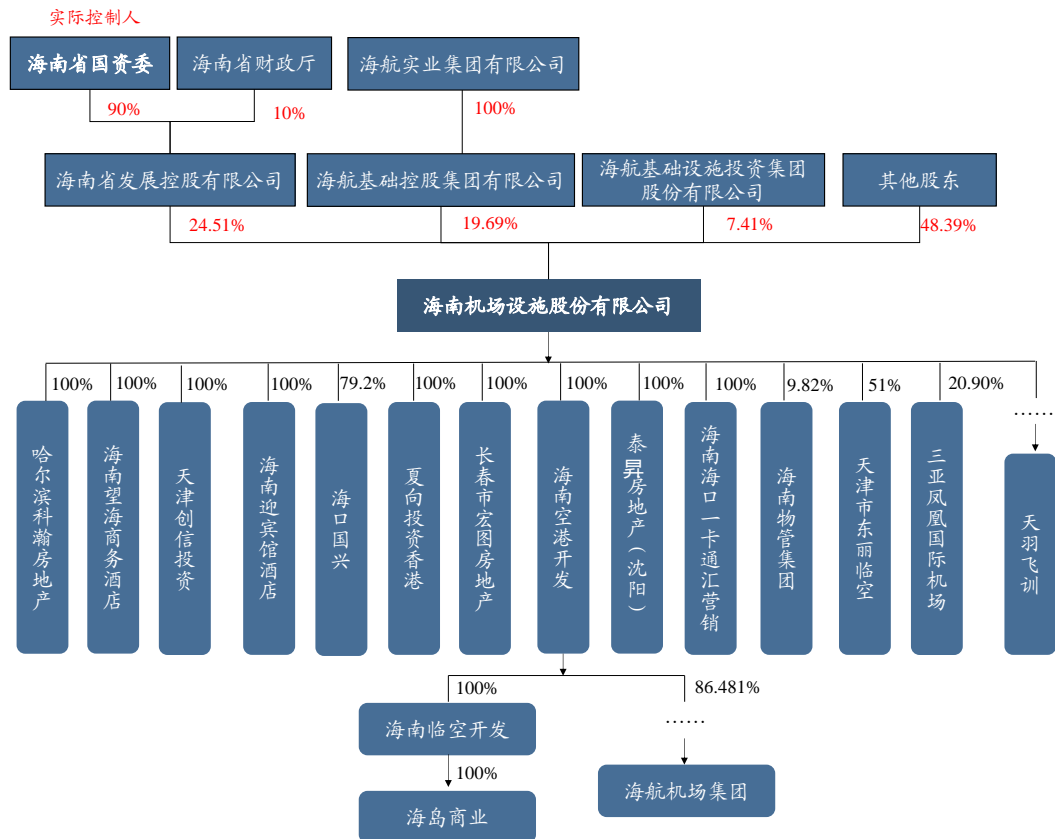 实际控制人
海南省国资委
海南省财政厅
海航实业集团有限公司
90%
10%
100%
海南省发展控股有限公司
海航基础控股集团有限公司
海航基础设施投资集团
股份有限公司
其他股东
24.51%
19.69%
7.41%
48.39%
海南机场设施股份有限公司
100%
100%
100%
100%
79.2%
100%
100%
100%
100%
100%
9.82%
51%
20.90%
……
哈尔滨科瀚房地产
海南望海商务酒店
天津创信投资
海南迎宾馆酒店
海口国兴
夏向投资香港
长春市宏图房地产
海南空港开发
泰昇房地产（沈阳）
海南海口一卡通汇营销
海南物管集团
天津市东丽临空
三亚凤凰国际机场
天羽飞训
100%
86.481%
海南临空开发
……
100%
海岛商业
海航机场集团